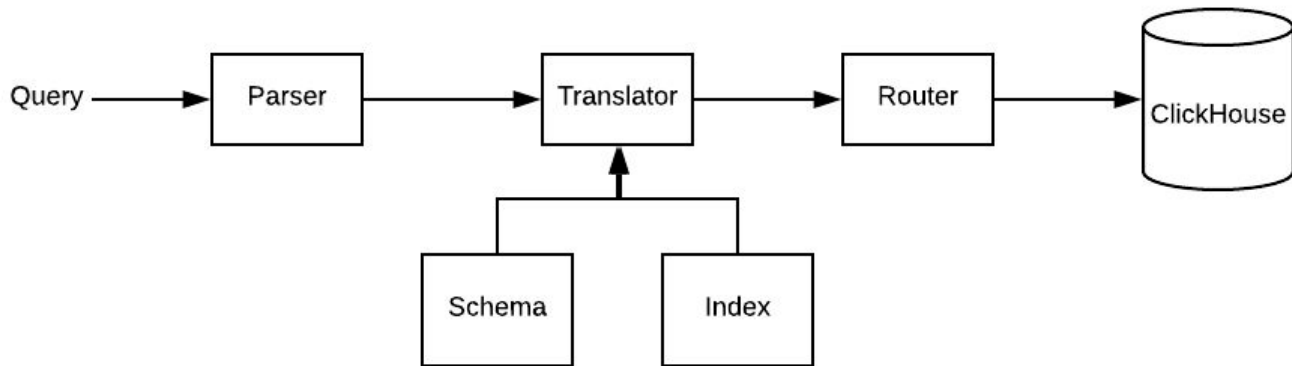 Query
Parser
Translator
Router
ClickHouse
Schema
Index